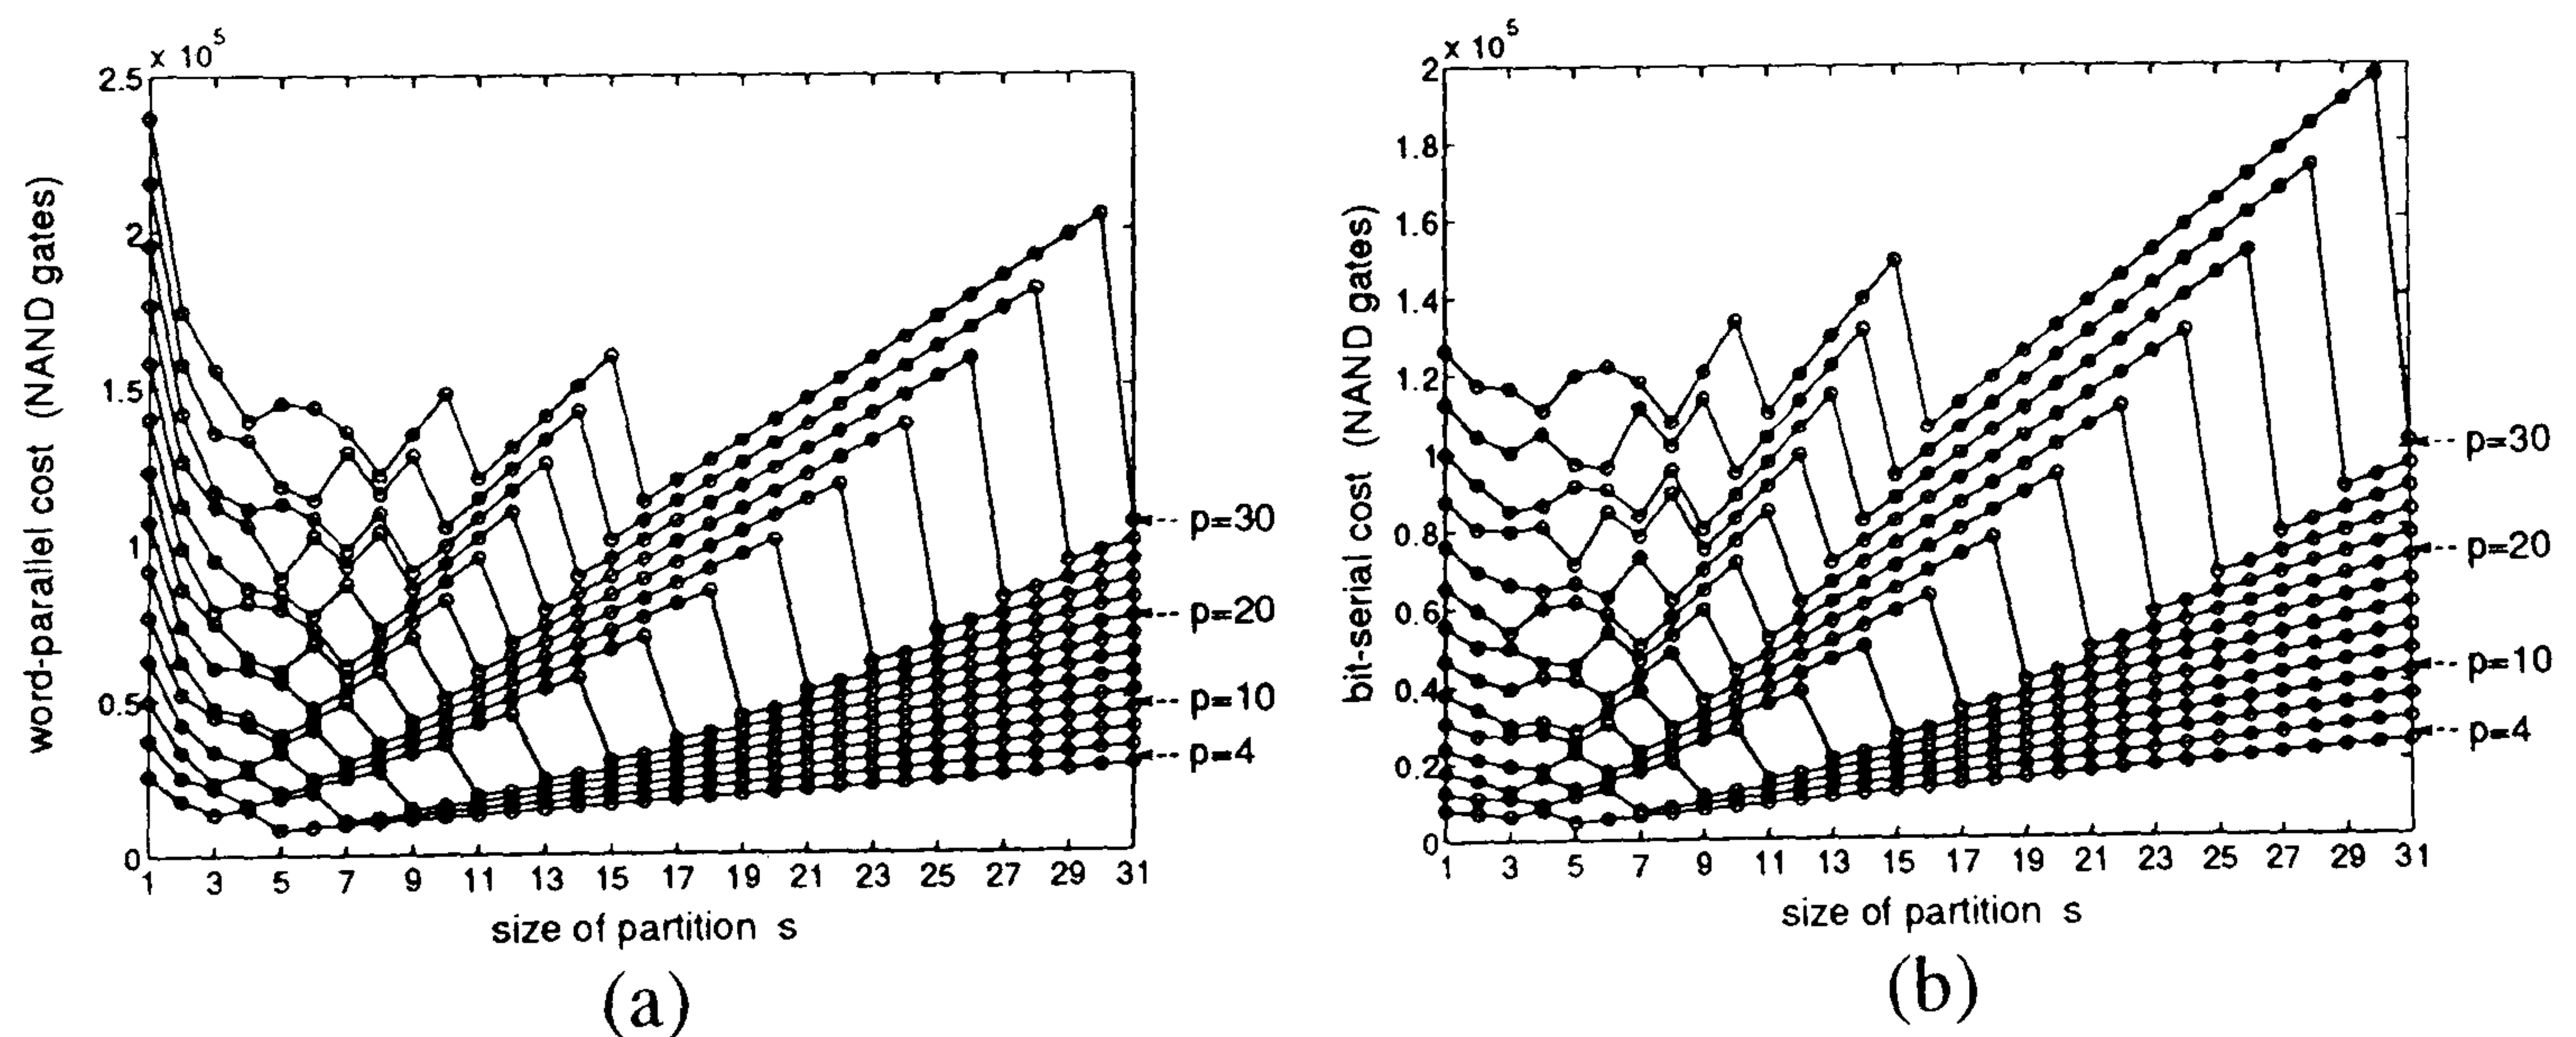 x 10^5
2.5
2
1.5
1
0.5
0
word-parallel cost (NAND gates)
1 3 5 7 9 11 13 15 17 19 21 23 25 27 29 31
size of partition s
p=30
p=20
p=10
p=4
(a)
x 10^5
2
1.8
1.6
1.4
1.2
1
0.8
0.6
0.4
0.2
0
bit-serial cost (NAND gates)
1 3 5 7 9 11 13 15 17 19 21 23 25 27 29 31
size of partition s
p=30
p=20
p=10
p=4
(b)